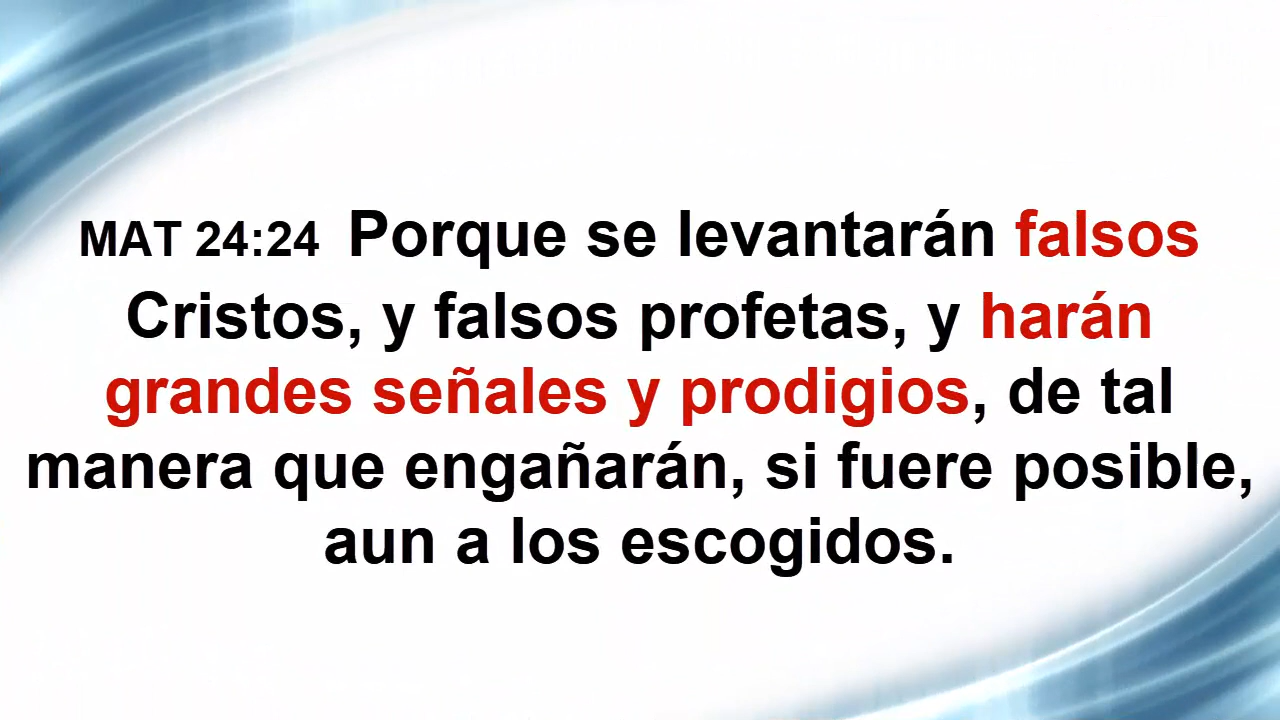 MAT 24:24 Porque se levantarán falsos
Cristos, y falsos profetas, y harán
grandes señales y prodigios, de tal
manera que engañarán, si fuere posible,
aun a los escogidos.